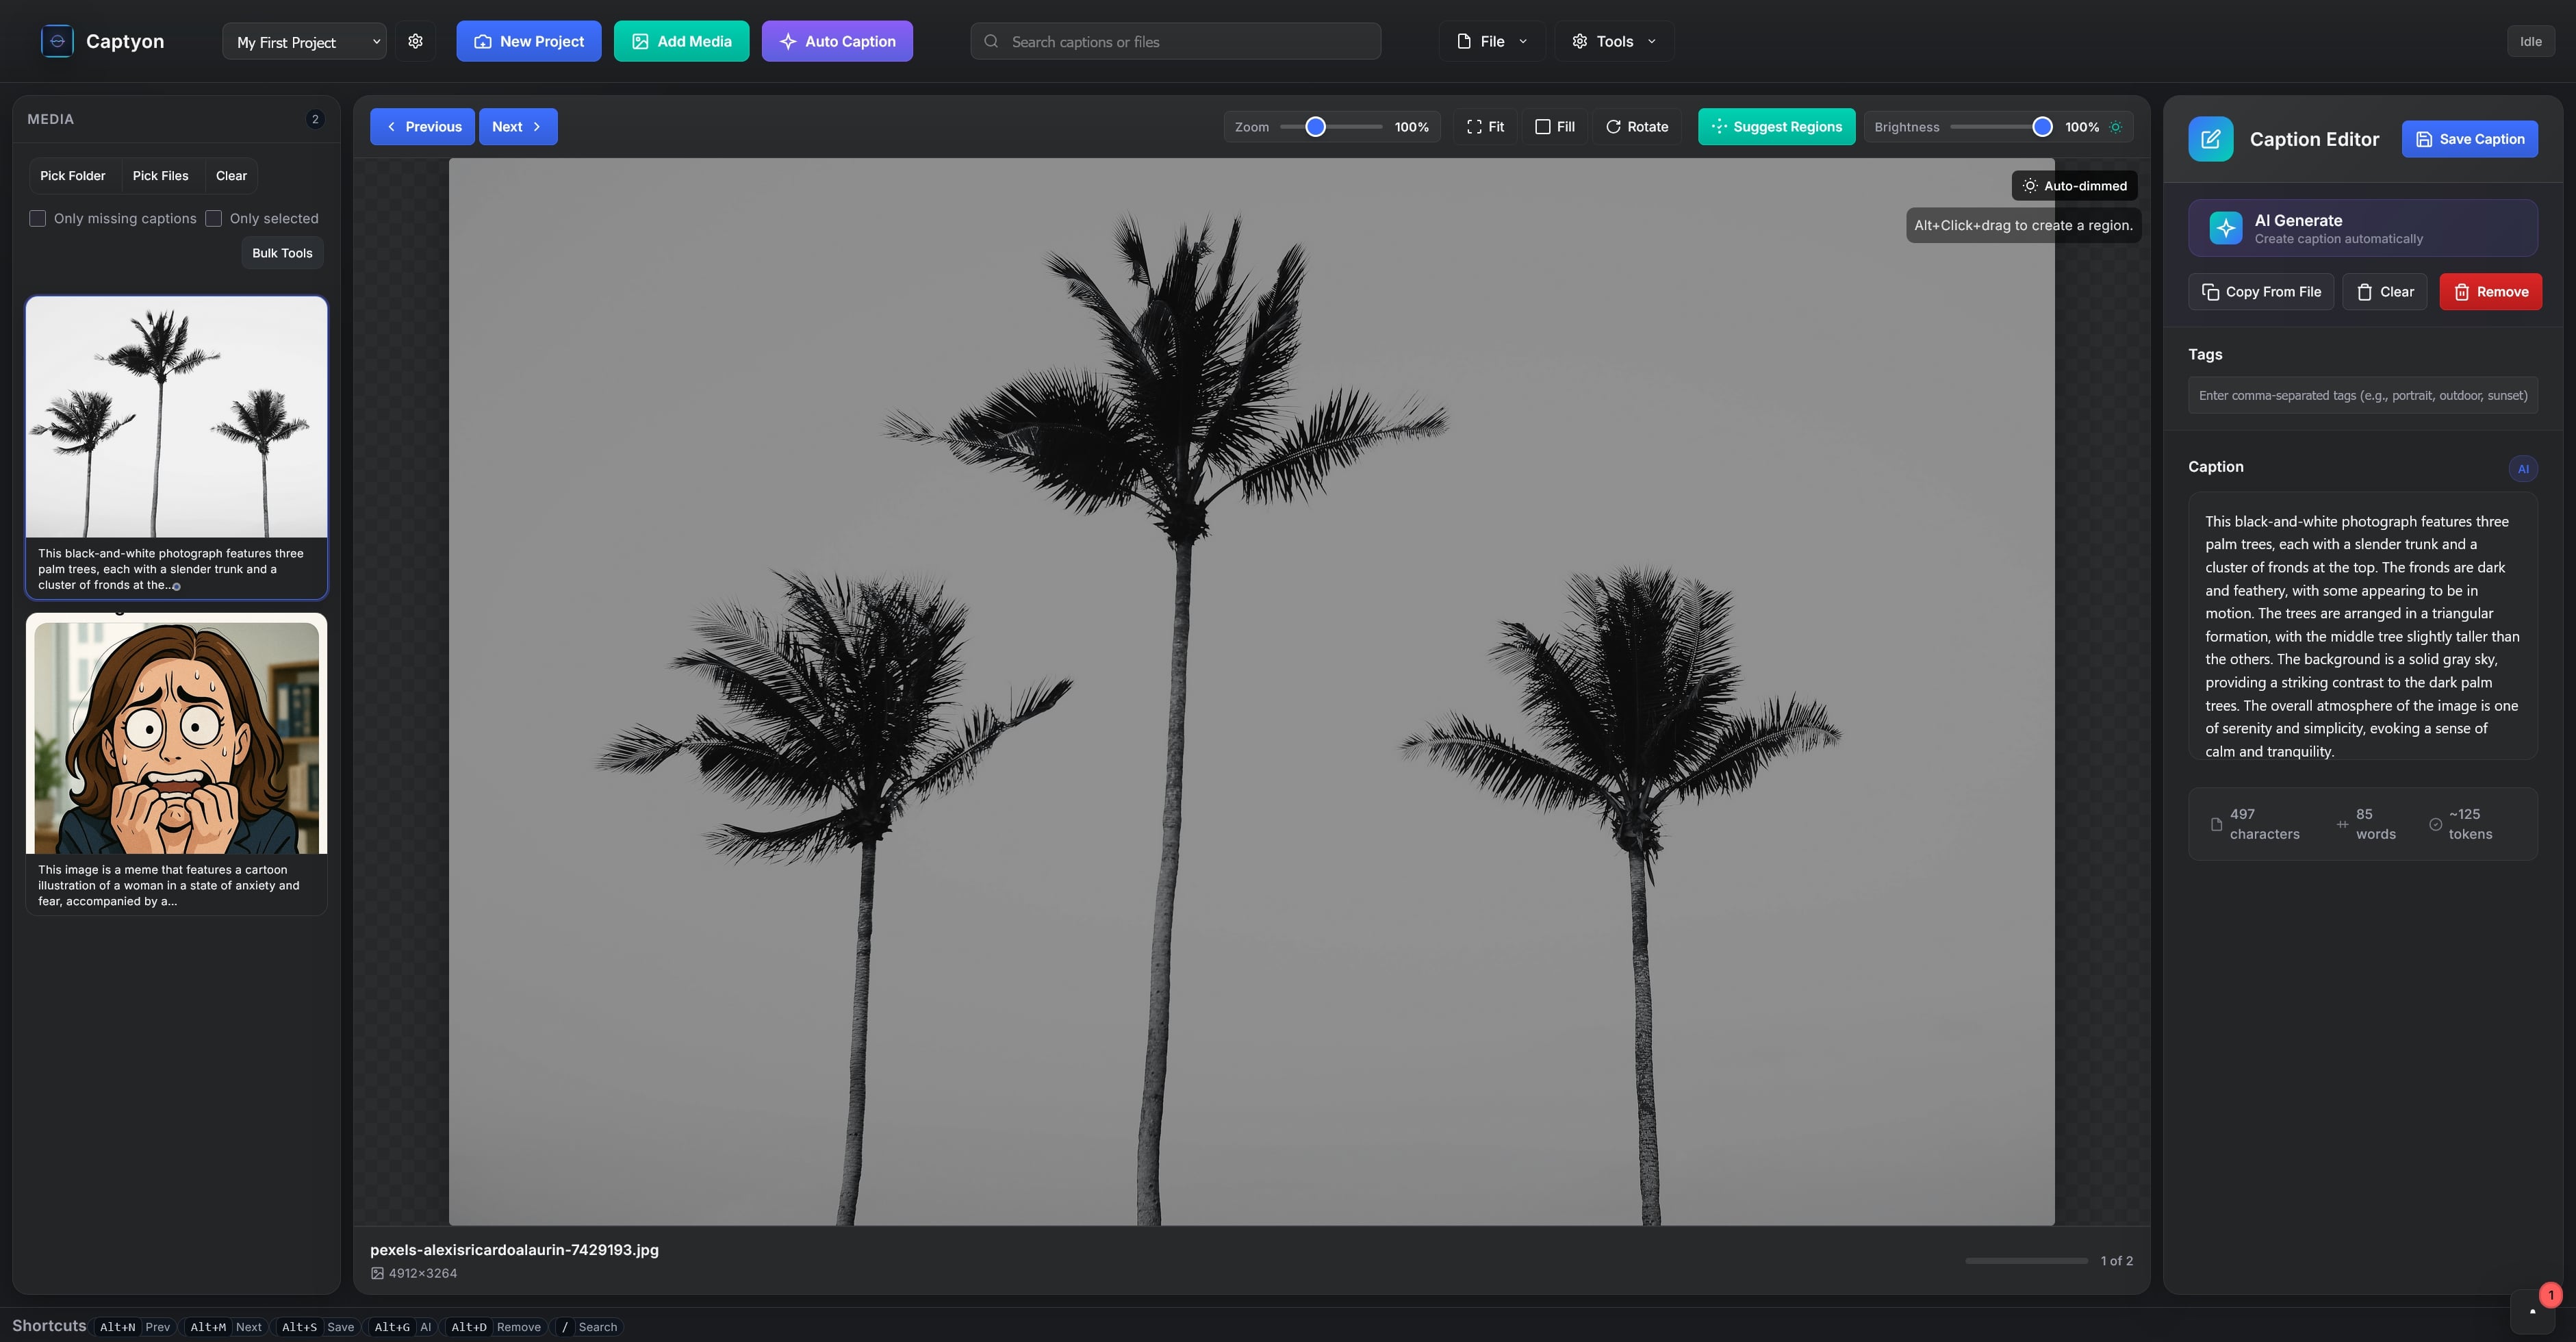 Captyon
My First Project
New Project
Add Media
Auto Caption
Search captions or files
File
Tools
Idle
MEDIA
2
Pick Folder
Pick Files
Clear
Only missing captions
Only selected
Bulk Tools
This black-and-white photograph features three
palm trees, each with a slender trunk and a
cluster of fronds at the...
This image is a meme that features a cartoon
illustration of a woman in a state of anxiety and
fear, accompanied by a...
Previous
Next
Zoom
100%
Fit
Fill
Rotate
Suggest Regions
Brightness
100%
Auto-dimmed
Alt+Click+drag to create a region.
pexels-alexisricardoalaurin-7429193.jpg
4912×3264
1 of 2
Caption Editor
Save Caption
AI Generate
Create caption automatically
Copy From File
Clear
Remove
Tags
Enter comma-separated tags (e.g., portrait, outdoor, sunset)
Caption
AI
This black-and-white photograph features three
palm trees, each with a slender trunk and a
cluster of fronds at the top. The fronds are dark
and feathery, with some appearing to be in
motion. The trees are arranged in a triangular
formation, with the middle tree slightly taller than
the others. The background is a solid gray sky,
providing a striking contrast to the dark palm
trees. The overall atmosphere of the image is one
of serenity and simplicity, evoking a sense of
calm and tranquility.
497
characters
85
words
~125
tokens
1
Shortcuts Alt+N Prev Alt+M Next Alt+S Save Alt+G AI Alt+D Remove / Search